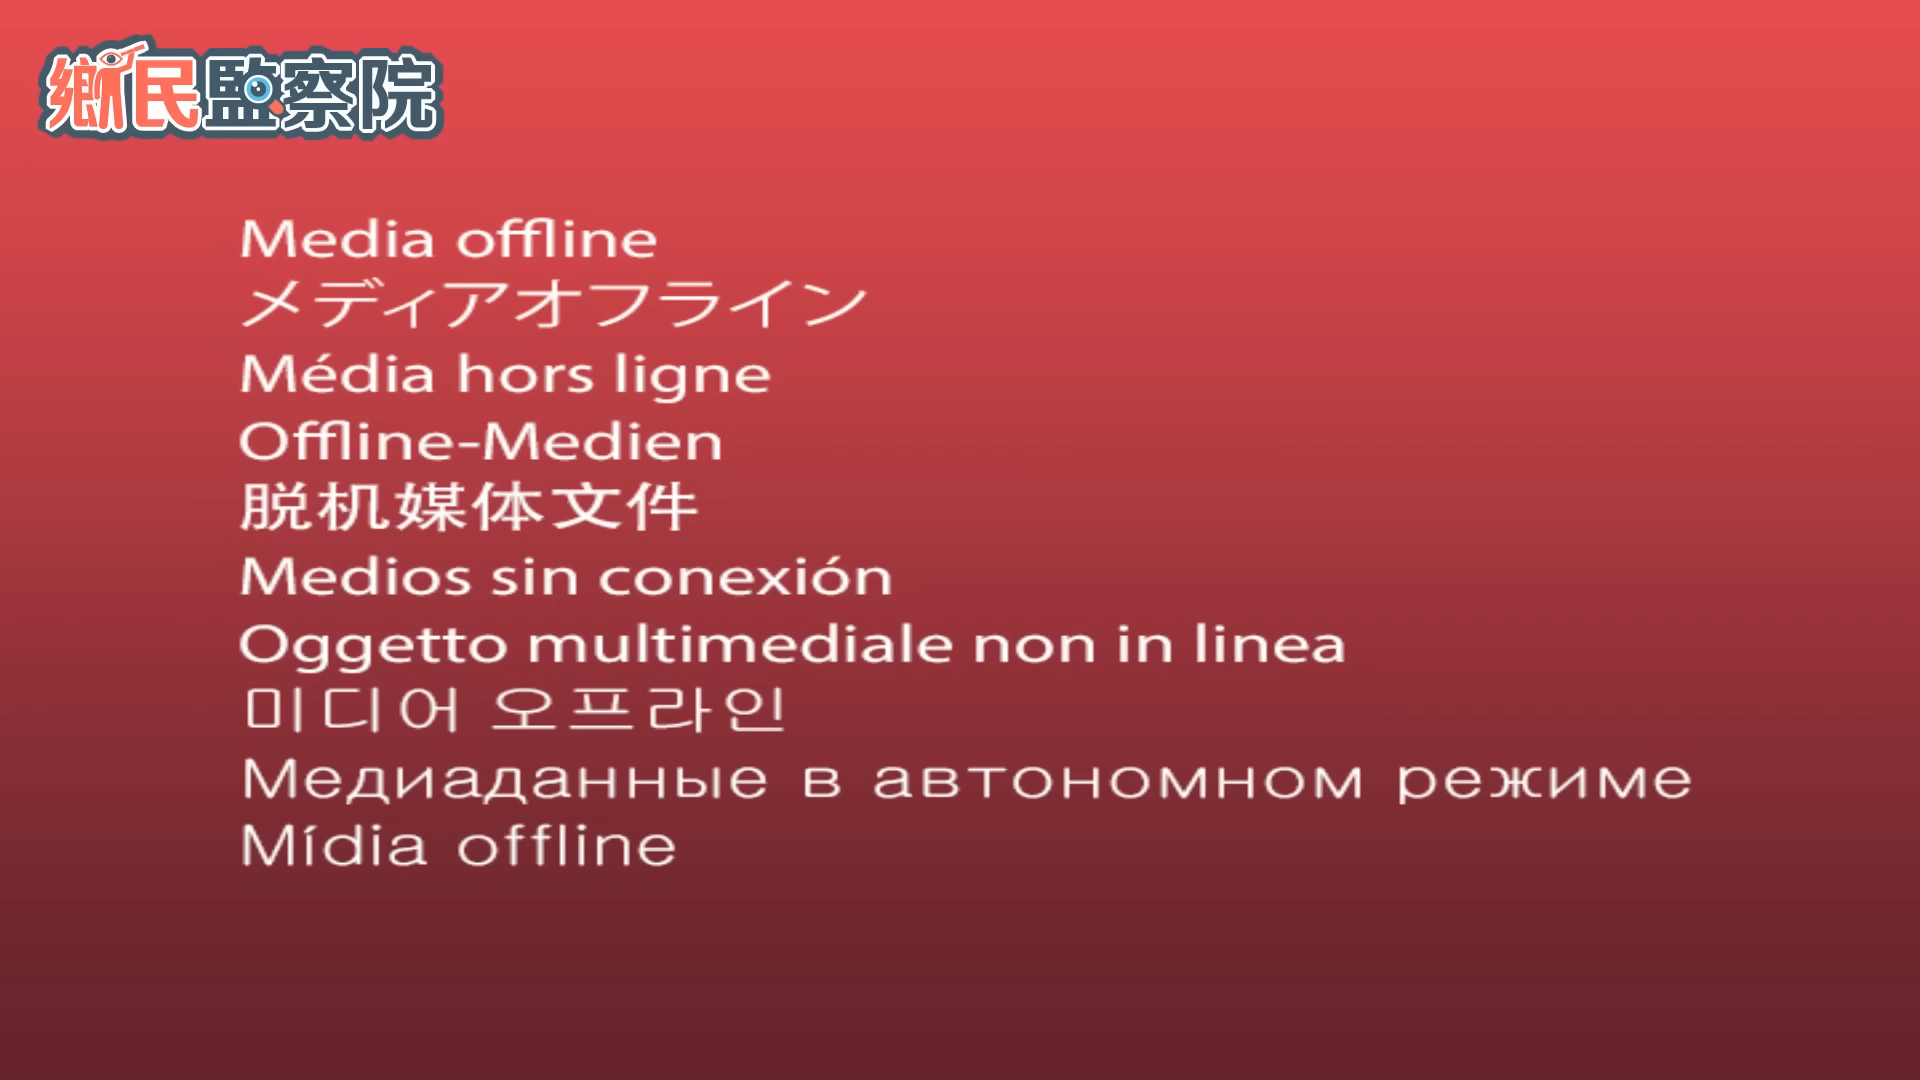 鄉民監察院
Media offline
メディアオフライン
Média hors ligne
Offline-Medien
脱机媒体文件
Medios sin conexión
Oggetto multimediale non in linea
미디어 오프라인
Медиаданные в автономном режиме
Mídia offline